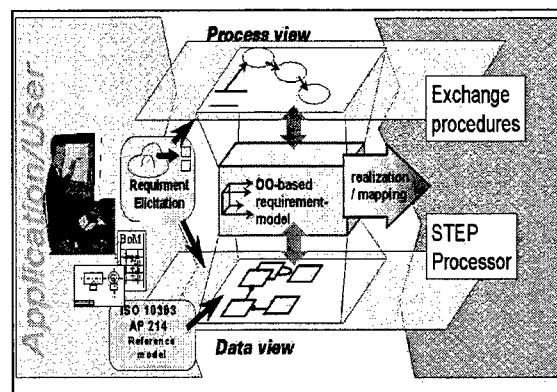 Process view
Application/User
Exchange
procedures
Requirment
Elicitation
OO-based
requirement-
model
realization
/ mapping
STEP
Processor
BoM
ISO 10303
AP 214
Reference
model
Data view